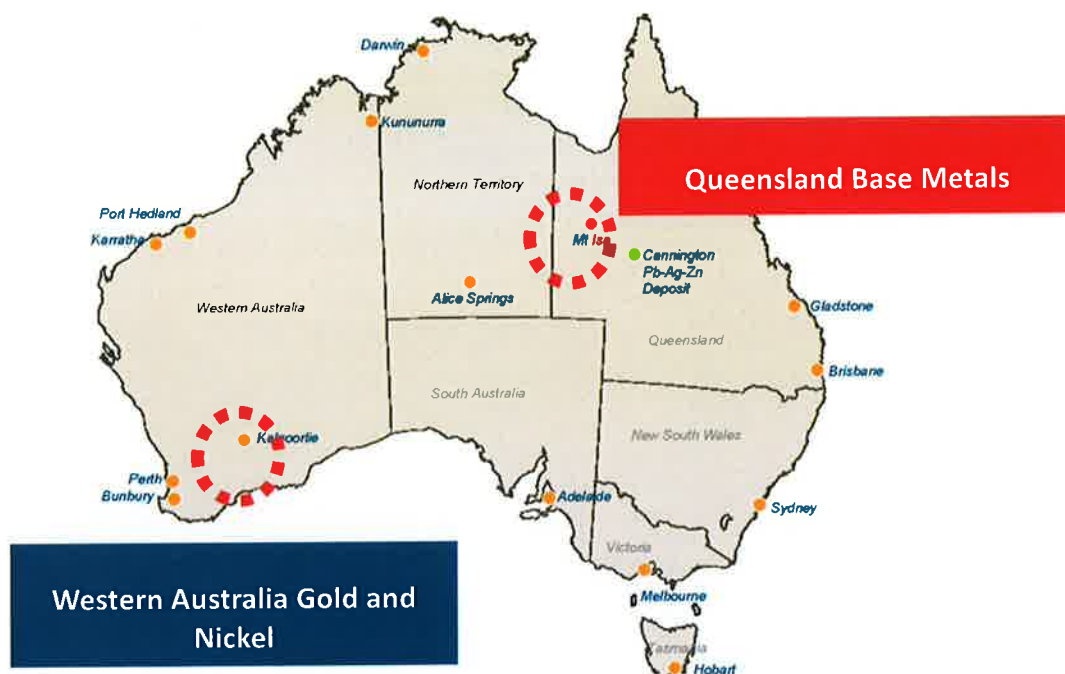 Darwin
Kununurra
Northern Territory
Queensland Base Metals
Port Hedland
Karratha
Mt Isa
Cannington
Pb-Ag-Zn
Deposit
Alice Springs
Western Australia
Gladstone
Queensland
Brisbane
South Australia
New South Wales
Kalgoorlie
Perth
Bunbury
Adelaide
Sydney
Victoria
Melbourne
Western Australia Gold and
Nickel
Tasmania
Hobart